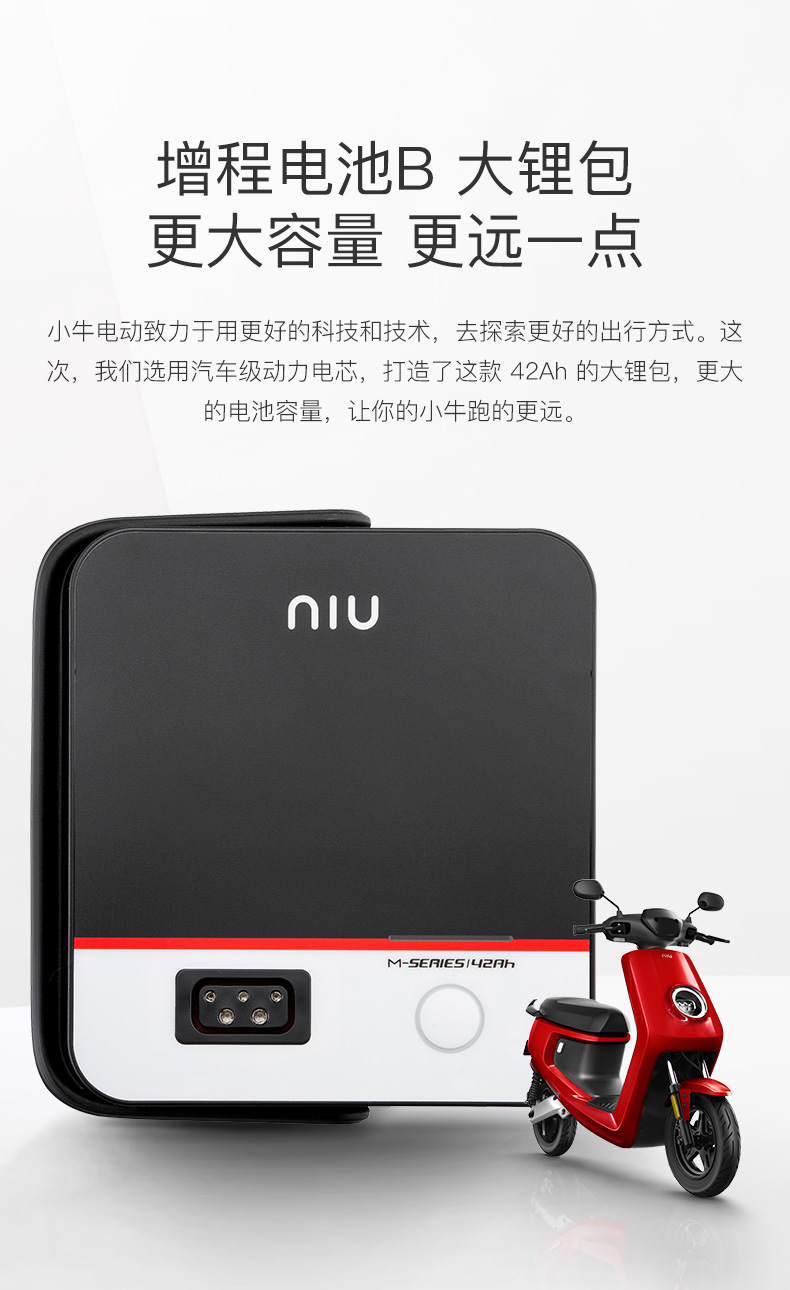 增程电池B 大锂包
更大容量 更远一点
小牛电动致力于用更好的科技和技术，去探索更好的出行方式。这
次，我们选用汽车级动力电芯，打造了这款 42Ah 的大锂包，更大
的电池容量，让你的小牛跑的更远。
NIU
M-SERIES|42Ah
NIU